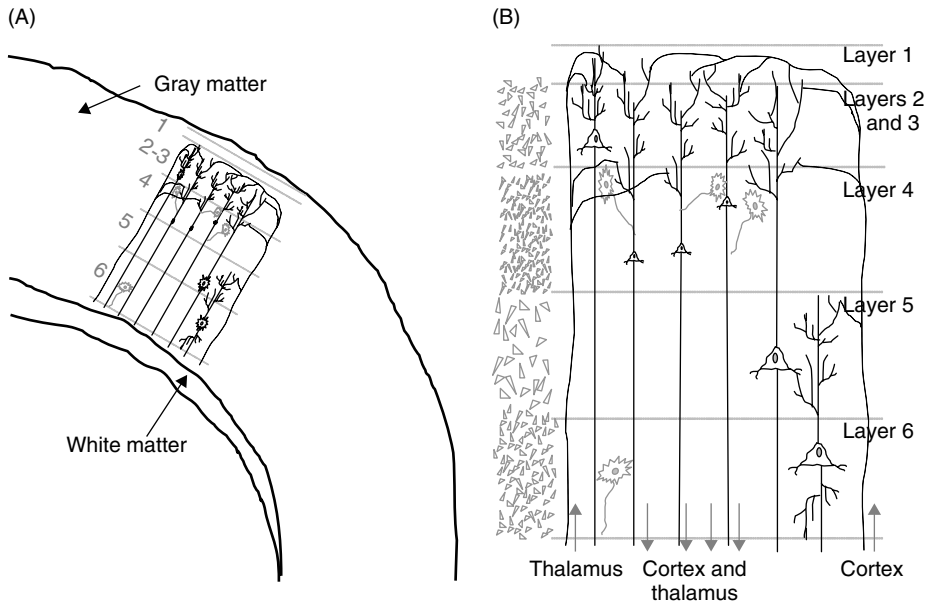 (A)
Gray matter
1
2-3
4
5
6
White matter
(B)
Layer 1
Layers 2
and 3
Layer 4
Layer 5
Layer 6
Thalamus
Cortex and
thalamus
Cortex